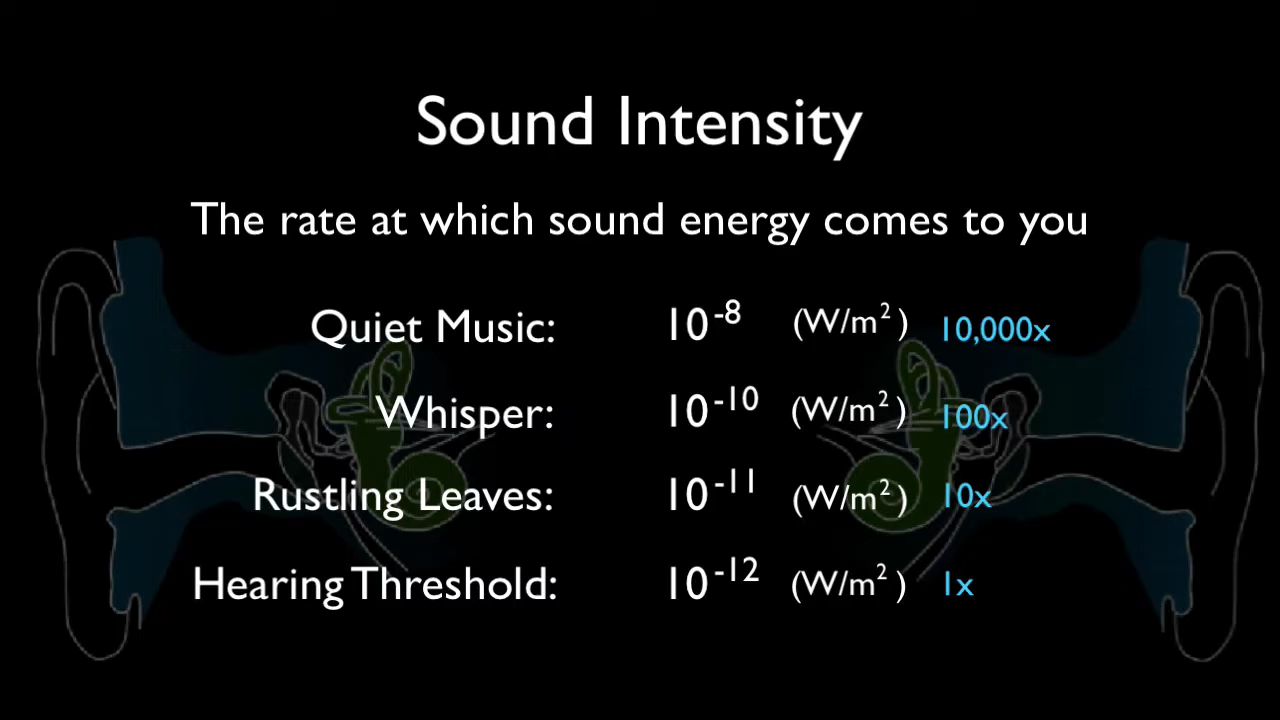 Sound Intensity
The rate at which sound energy comes to you
Quiet Music: 10⁻⁸ (W/m²) 10,000x
Whisper: 10⁻¹⁰ (W/m²) 100x
Rustling Leaves: 10⁻¹¹ (W/m²) 10x
Hearing Threshold: 10⁻¹² (W/m²) 1x